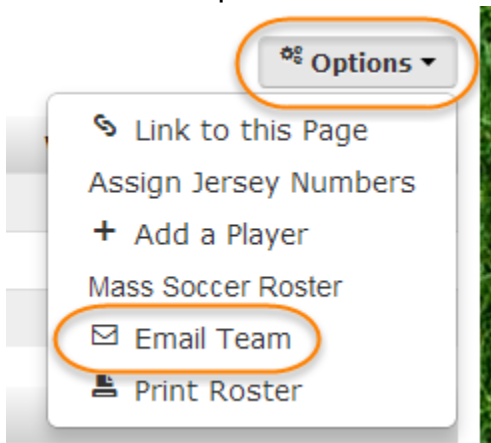 Options
Link to this Page
Assign Jersey Numbers
Add a Player
Mass Soccer Roster
Email Team
Print Roster